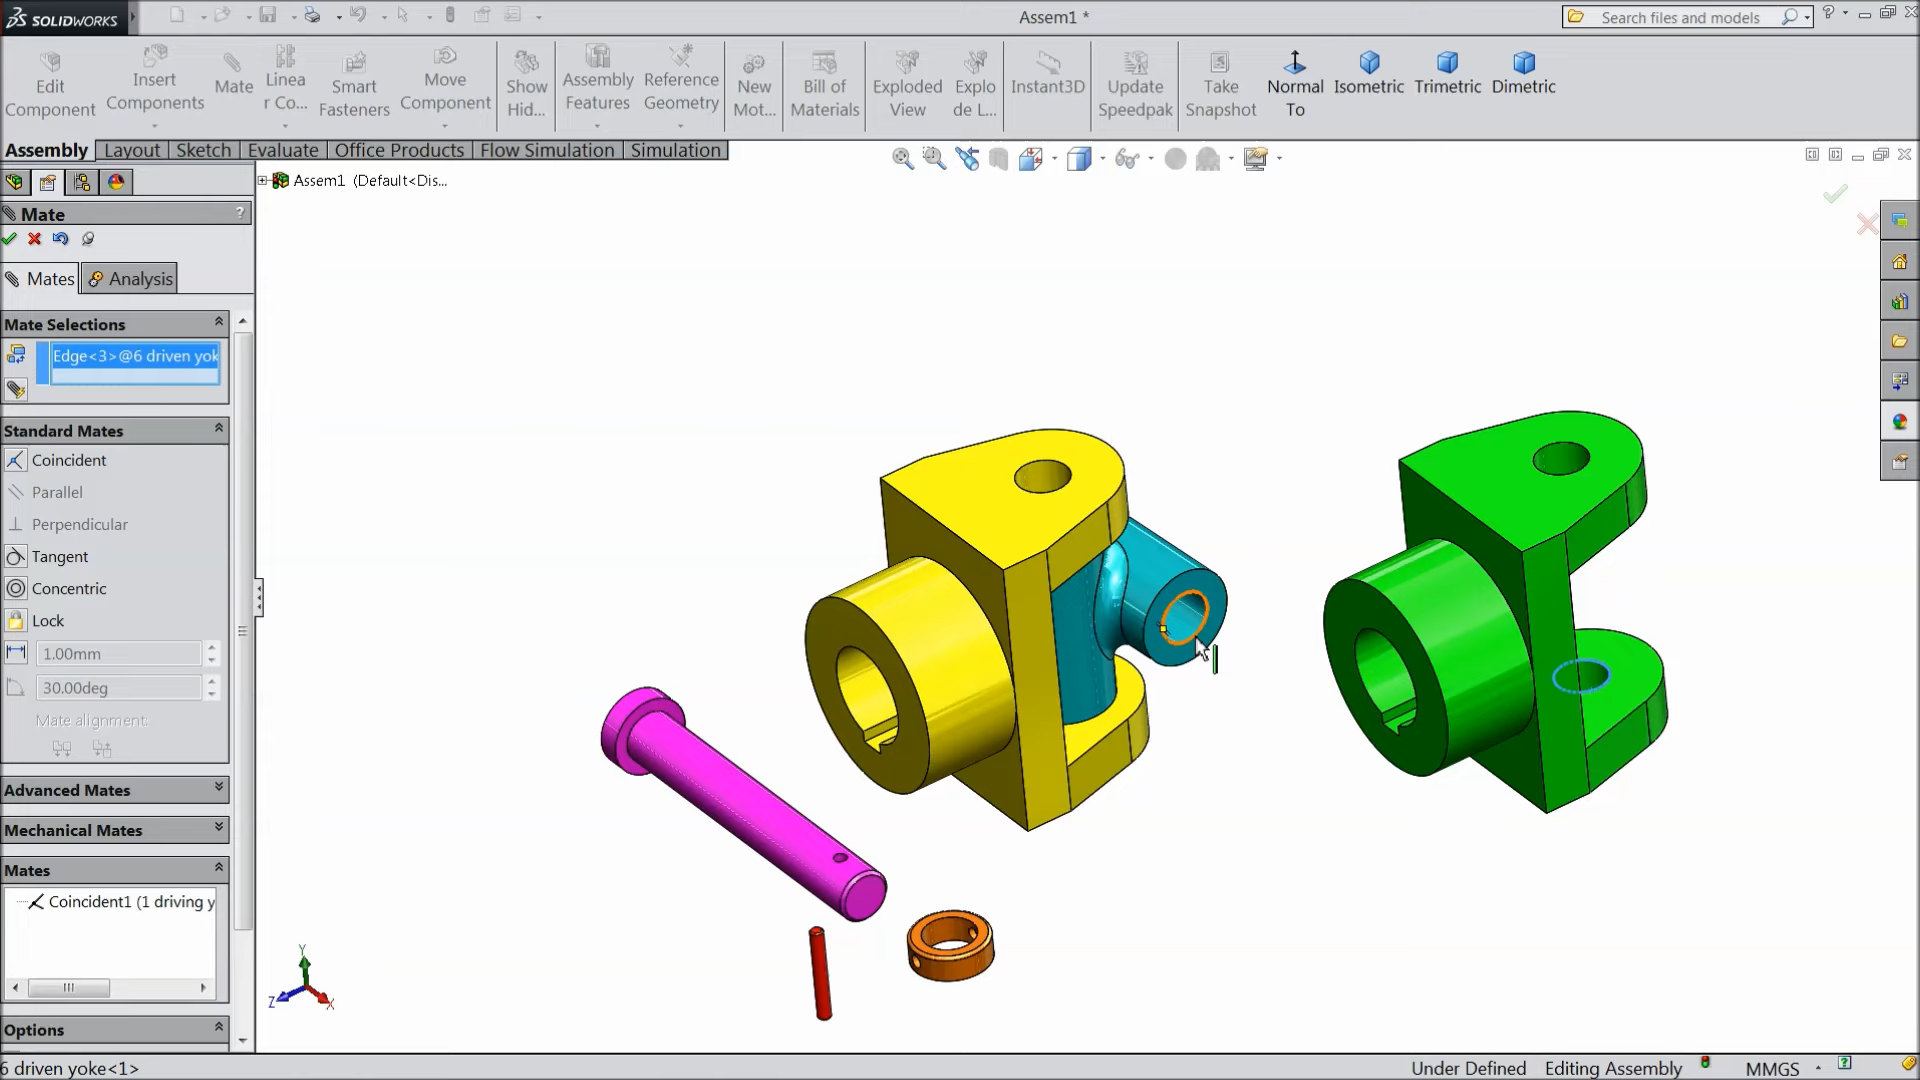 SOLIDWORKS
Assem1 *
Search files and models
?
Edit Component
Insert Components
Mate
Linea r Co...
Smart Fasteners
Move Component
Show Hid...
Assembly Features
Reference Geometry
New Mot...
Bill of Materials
Exploded View
Explo de L...
Instant3D
Update Speedpak
Take Snapshot
Normal To
Isometric
Trimetric
Dimetric
Assembly
Layout
Sketch
Evaluate
Office Products
Flow Simulation
Simulation
Assem1 (Default<Dis...
Mate
?
Mates
Analysis
Mate Selections
Edge<3>@6 driven yok
Standard Mates
Coincident
Parallel
Perpendicular
Tangent
Concentric
Lock
1.00mm
30.00deg
Mate alignment:
Advanced Mates
Mechanical Mates
Mates
Coincident1 (1 driving y
Options
Y
Z
X
6 driven yoke<1>
Under Defined
Editing Assembly
MMGS
?